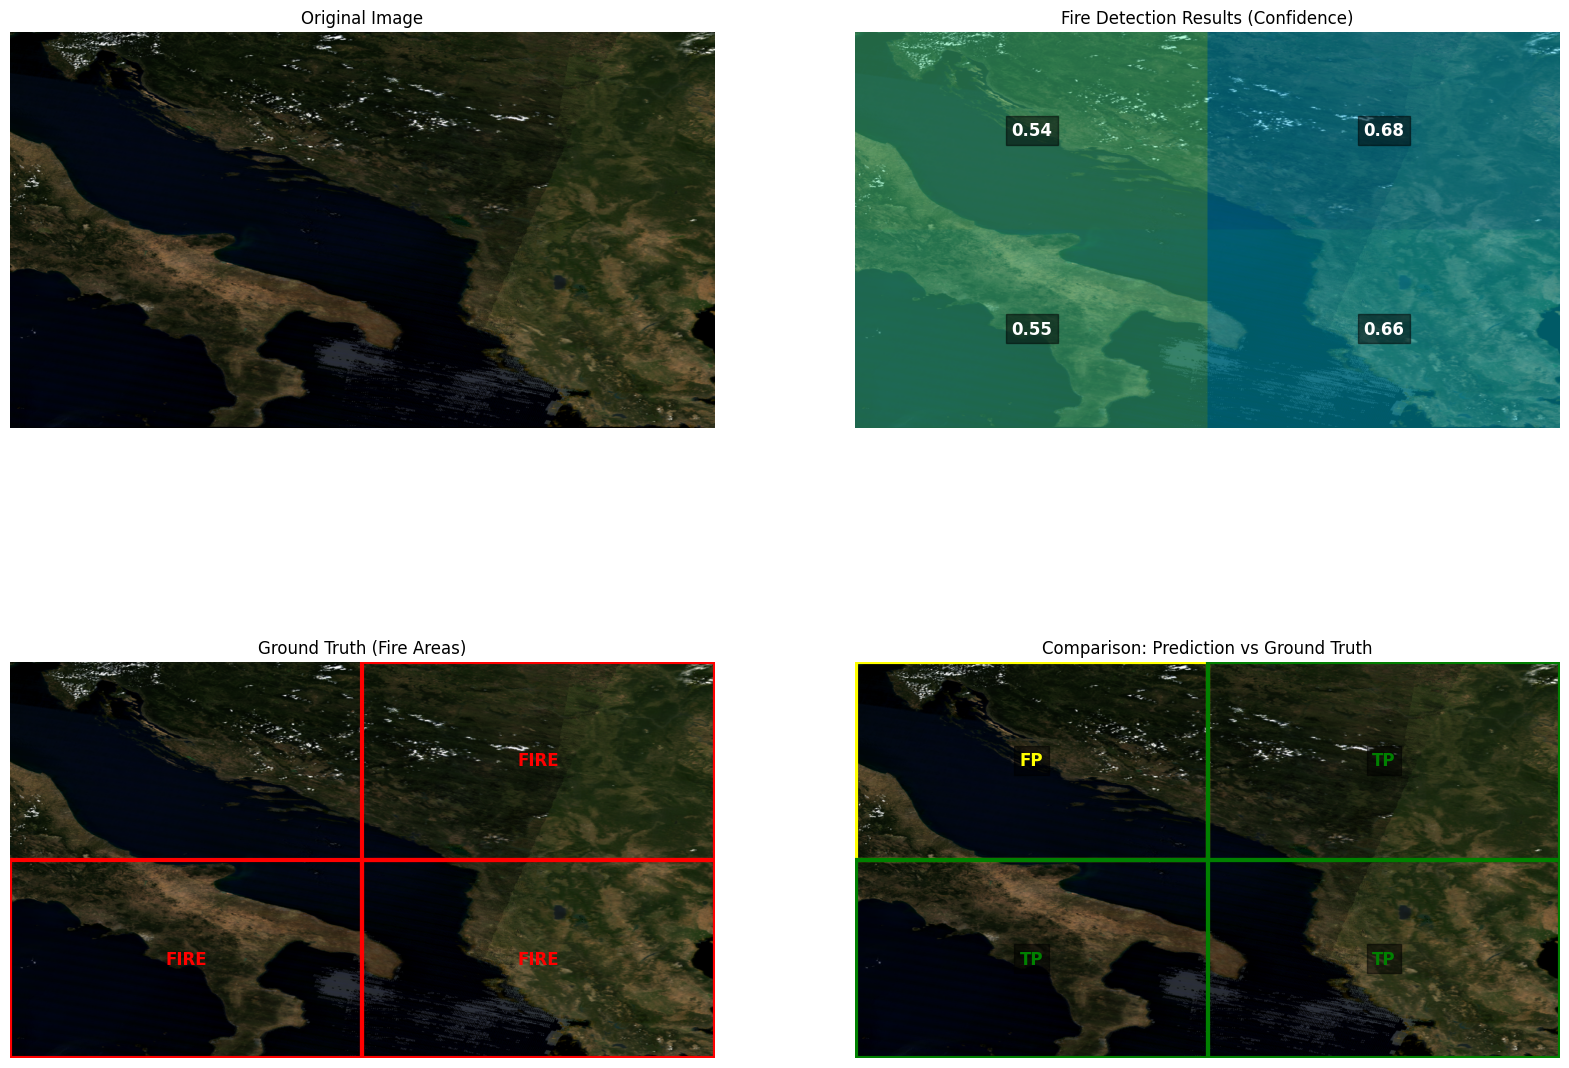 Original Image
Fire Detection Results (Confidence)
0.54
0.68
0.55
0.66
Ground Truth (Fire Areas)
Comparison: Prediction vs Ground Truth
FIRE
FP
TP
FIRE
FIRE
TP
TP